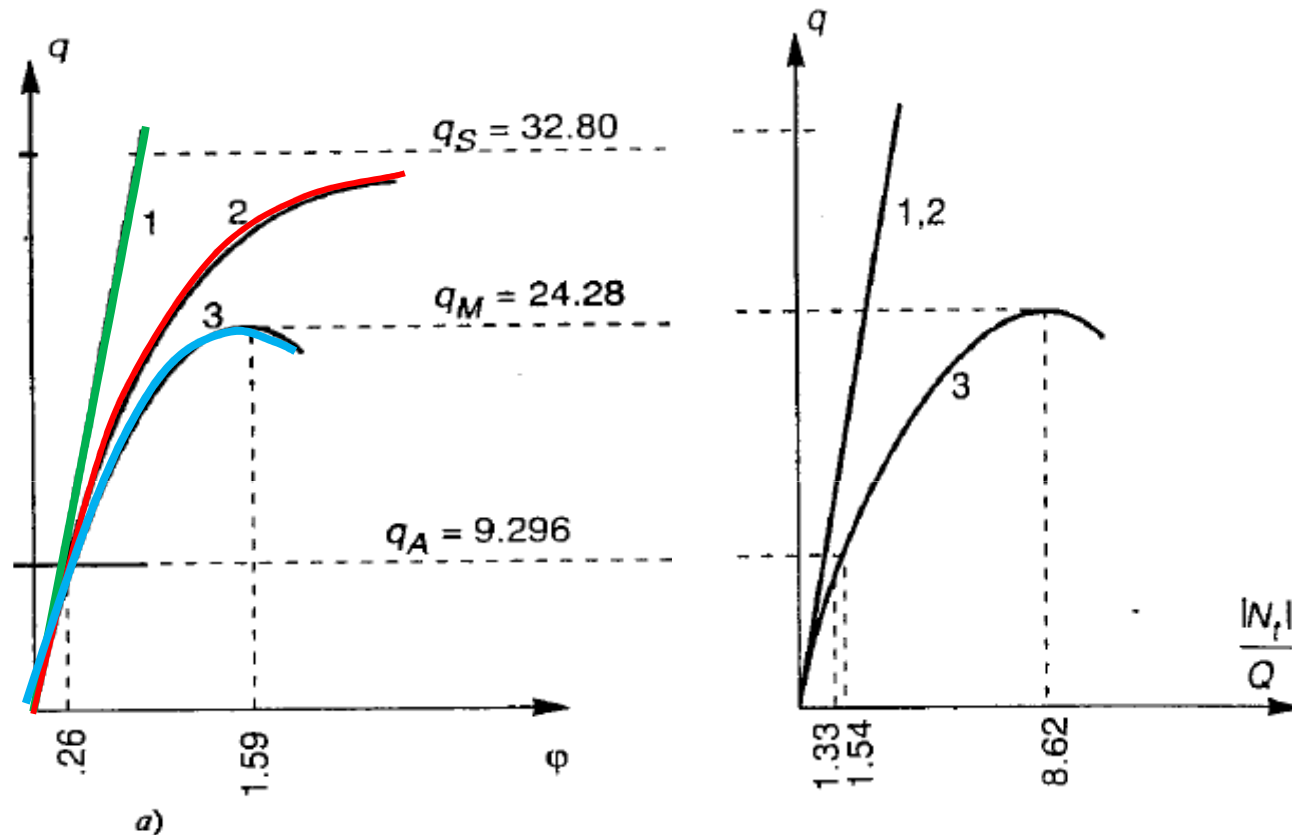 q
q_S = 32.80
1
2
q_M = 24.28
3
q_A = 9.296
.26
1.59
φ
a)
q
1,2
3
|N_t|
Q
1.33
1.54
8.62